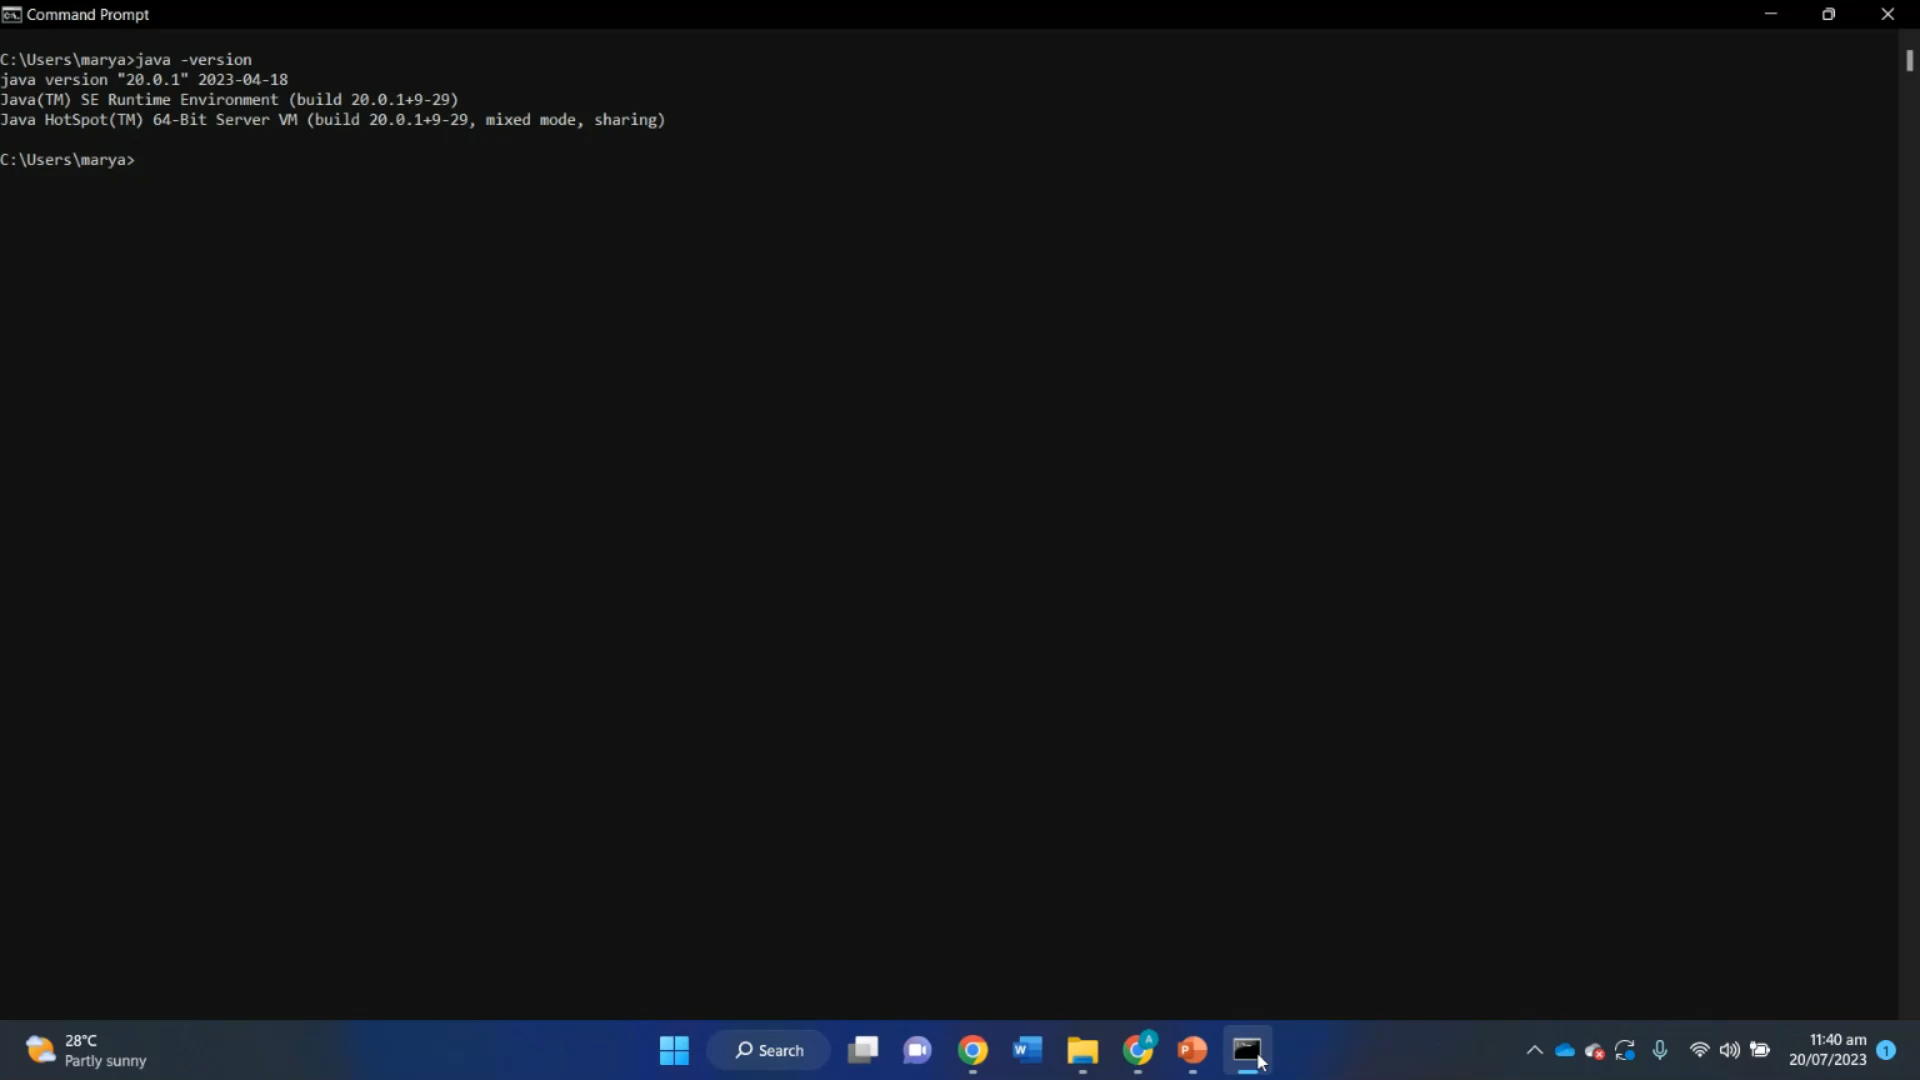 Command Prompt
C:\Users\marya>java -version
java version "20.0.1" 2023-04-18
Java(TM) SE Runtime Environment (build 20.0.1+9-29)
Java HotSpot(TM) 64-Bit Server VM (build 20.0.1+9-29, mixed mode, sharing)
C:\Users\marya>
28°C
Partly sunny
Search
A
11:40 am
20/07/2023
1